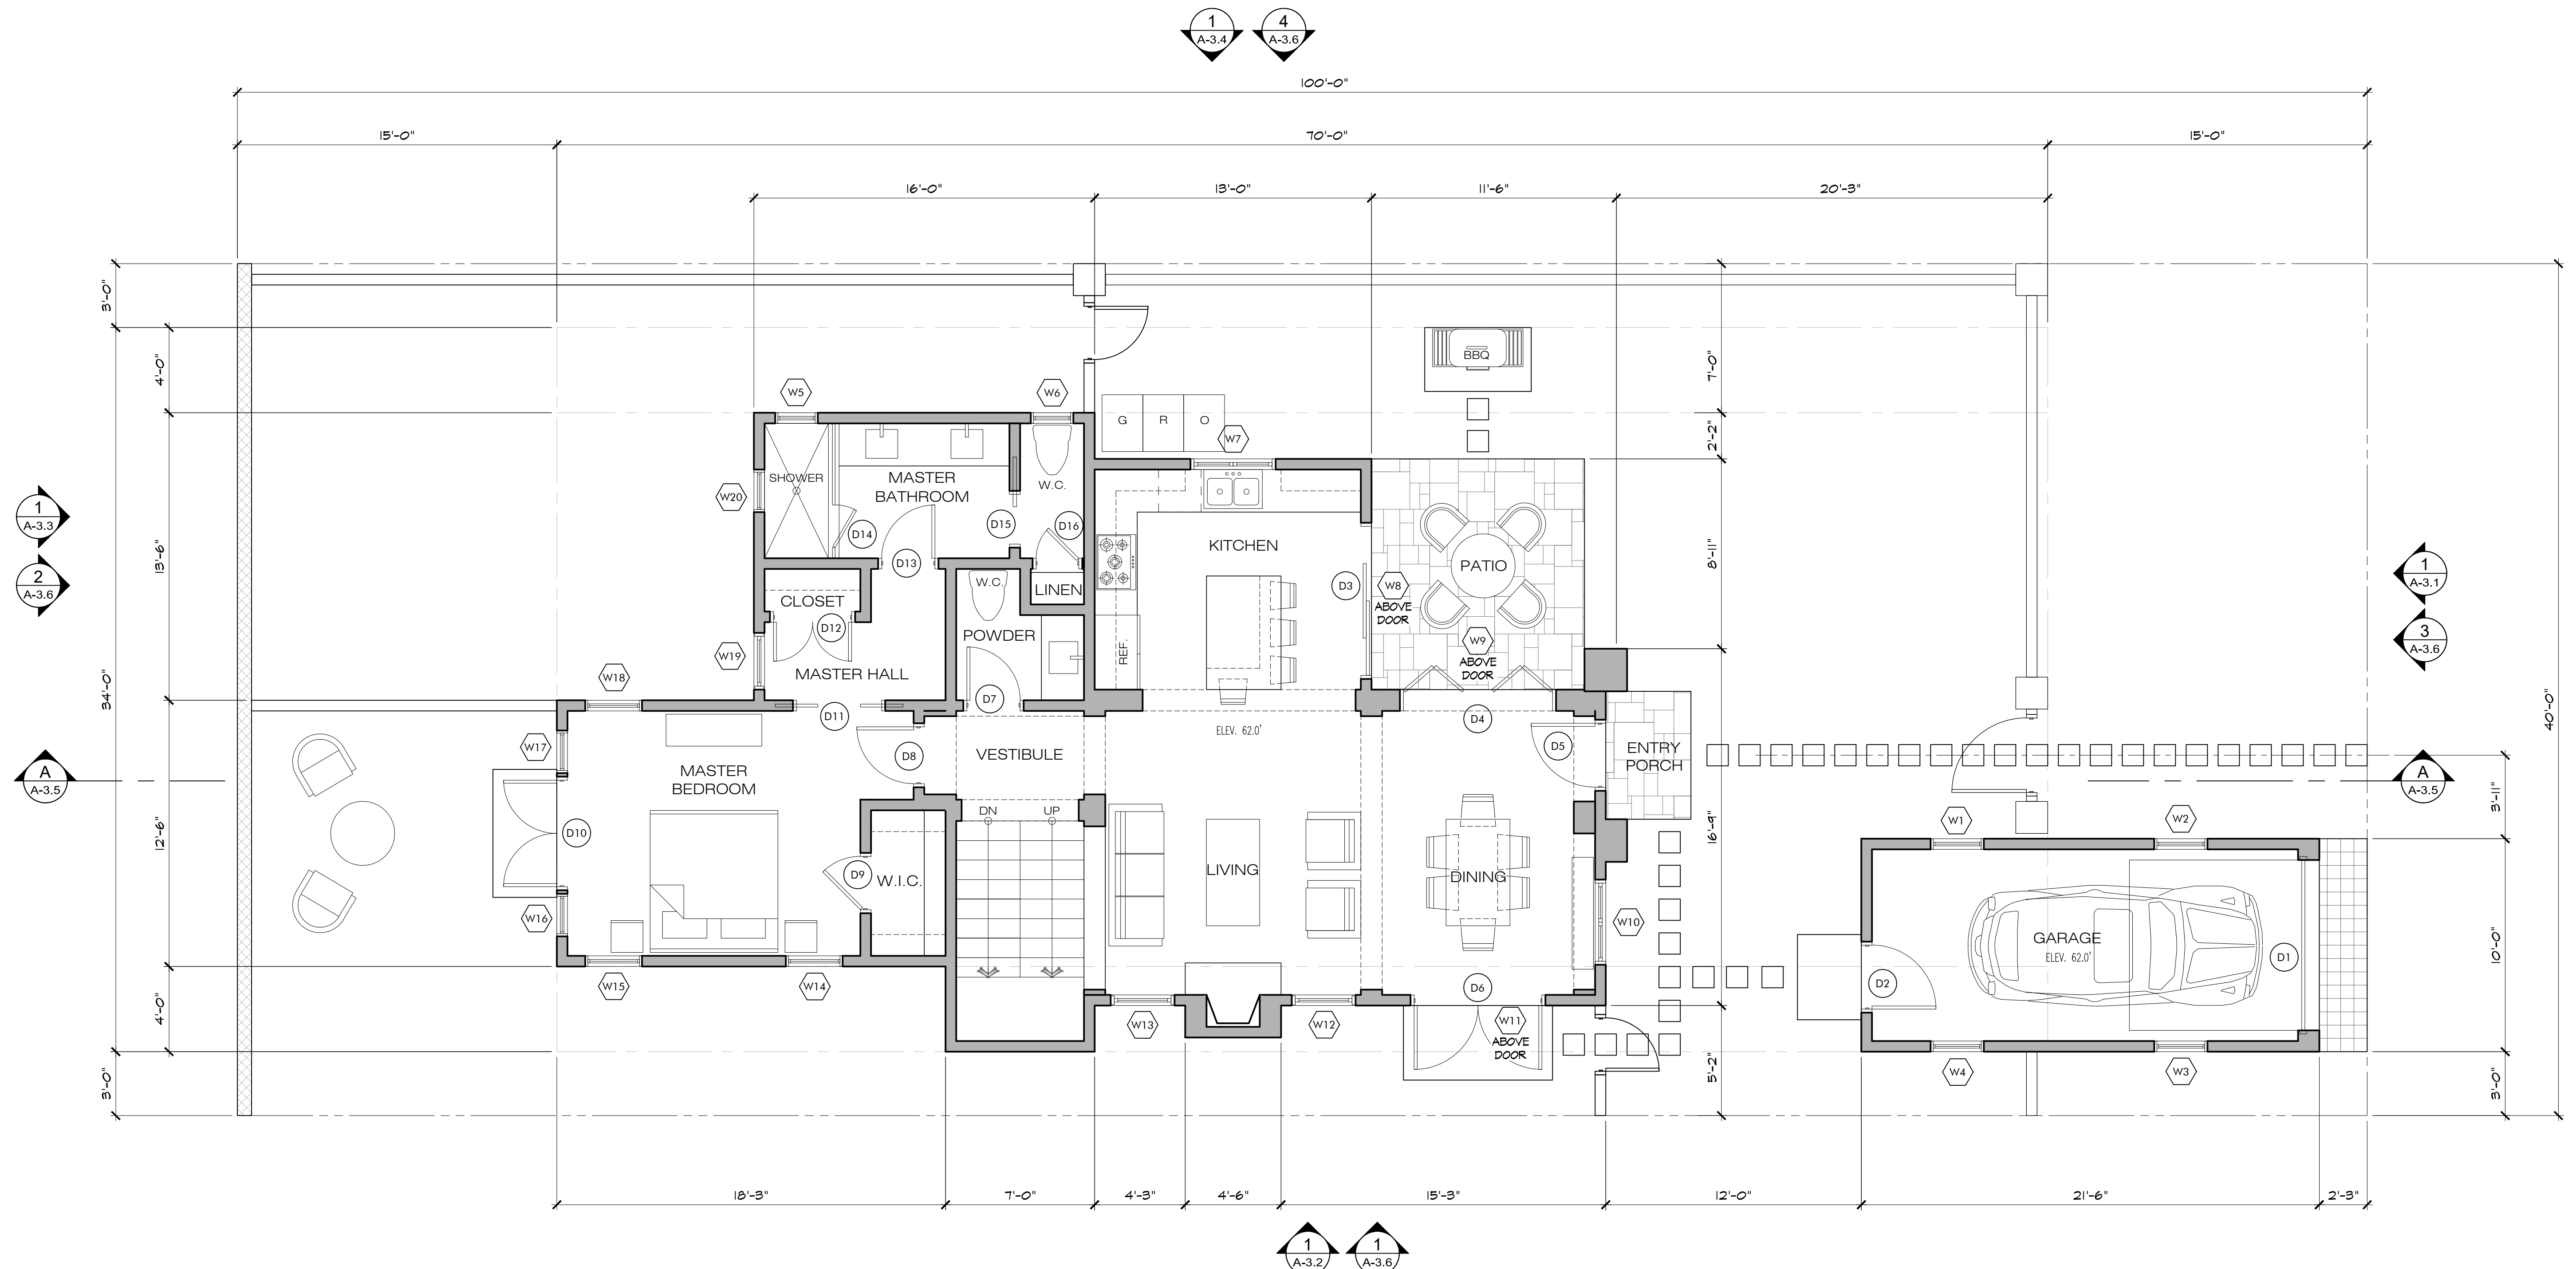 1
A-3.4
4
A-3.6
100'-0"
15'-0"
70'-0"
15'-0"
16'-0"
13'-0"
11'-6"
20'-3"
3'-0"
4'-0"
13'-6"
34'-0"
12'-6"
4'-0"
3'-0"
7'-0"
2'-2"
8'-11"
16'-9"
5'-2"
40'-0"
3'-11"
10'-0"
3'-0"
1
A-3.3
2
A-3.6
A
A-3.5
1
A-3.1
3
A-3.6
A
A-3.5
BBQ
W5
W6
G
R
O
W7
SHOWER
MASTER
BATHROOM
W.C.
W20
D14
D15
D16
D13
KITCHEN
PATIO
D3
W8
ABOVE
DOOR
W9
ABOVE
DOOR
W.C.
LINEN
CLOSET
D12
POWDER
REF.
W19
MASTER HALL
W18
D7
D11
D4
ELEV. 62.0'
W17
D8
VESTIBULE
D5
ENTRY
PORCH
MASTER
BEDROOM
DN
UP
D10
D9
W.I.C.
LIVING
DINING
W1
W2
W16
W10
GARAGE
ELEV. 62.0'
D1
D2
W15
W14
D6
W13
W12
W11
ABOVE
DOOR
W4
W3
18'-3"
7'-0"
4'-3"
4'-6"
15'-3"
12'-0"
21'-6"
2'-3"
1
A-3.2
1
A-3.6